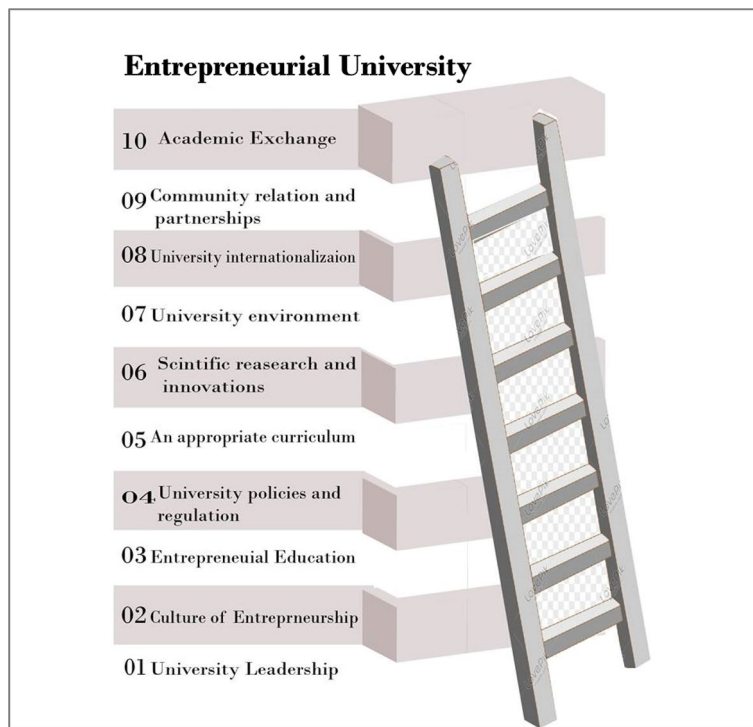 Entrepreneurial University
10 Academic Exchange
09 Community relation and
partnerships
08 University internationalizaion
07 University environment
06 Scintific reasearch and
innovations
05 An appropriate curriculum
04 University policies and
regulation
03 Entrepreneuial Education
02 Culture of Entreprneurship
01 University Leadership